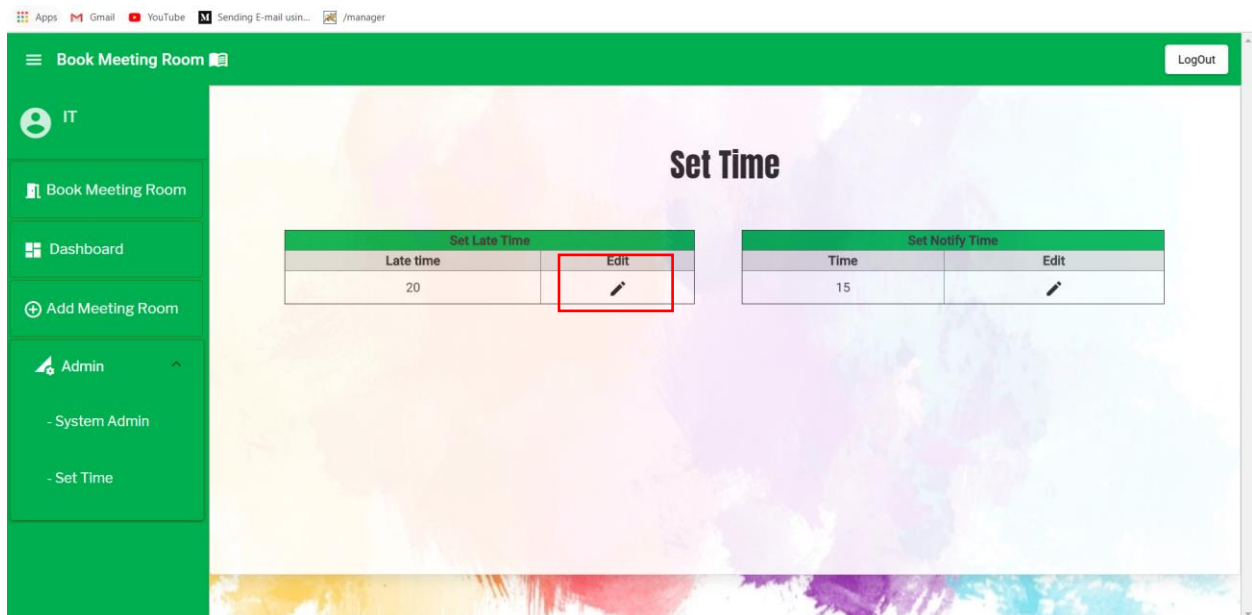 Apps Gmail YouTube Sending E-mail usin... /manager
Book Meeting Room
LogOut
IT
Book Meeting Room
Dashboard
Add Meeting Room
Admin
- System Admin
- Set Time
Set Time
Set Late Time
Late time Edit
20
Set Notify Time
Time Edit
15